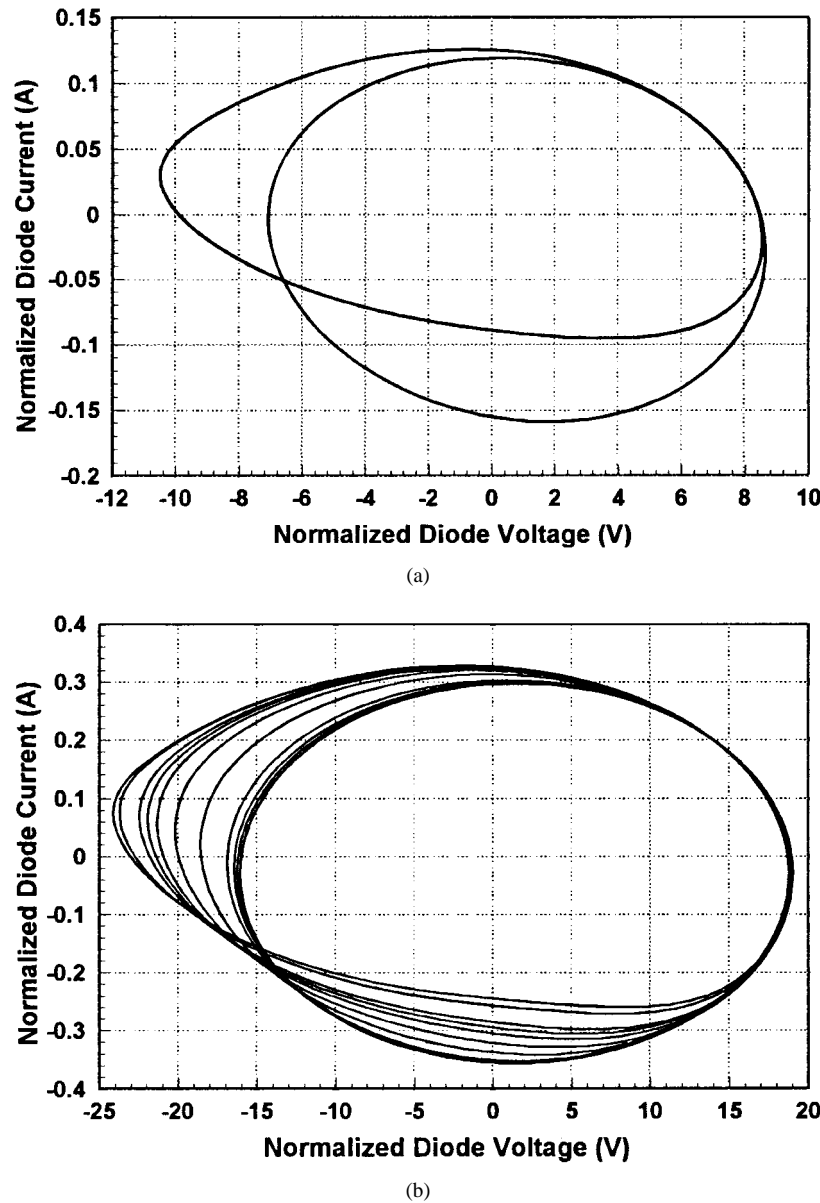 0.15
0.1
0.05
0
-0.05
-0.1
-0.15
-0.2
Normalized Diode Current (A)
-12 -10 -8 -6 -4 -2 0 2 4 6 8 10
Normalized Diode Voltage (V)
(a)
0.4
0.3
0.2
0.1
0
-0.1
-0.2
-0.3
-0.4
Normalized Diode Current (A)
-25 -20 -15 -10 -5 0 5 10 15 20
Normalized Diode Voltage (V)
(b)